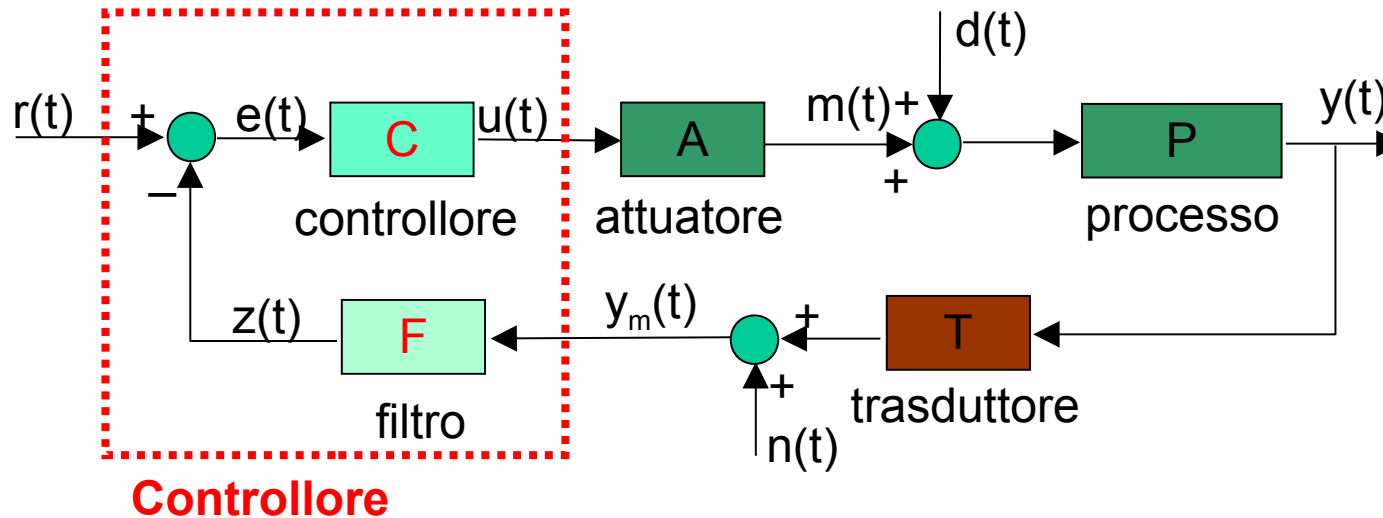 d(t)
r(t)
+
e(t)
C
u(t)
A
m(t)
+
+
P
y(t)
–
controllore
attuatore
processo
z(t)
F
yₘ(t)
+
T
+
filtro
n(t)
trasduttore
Controllore